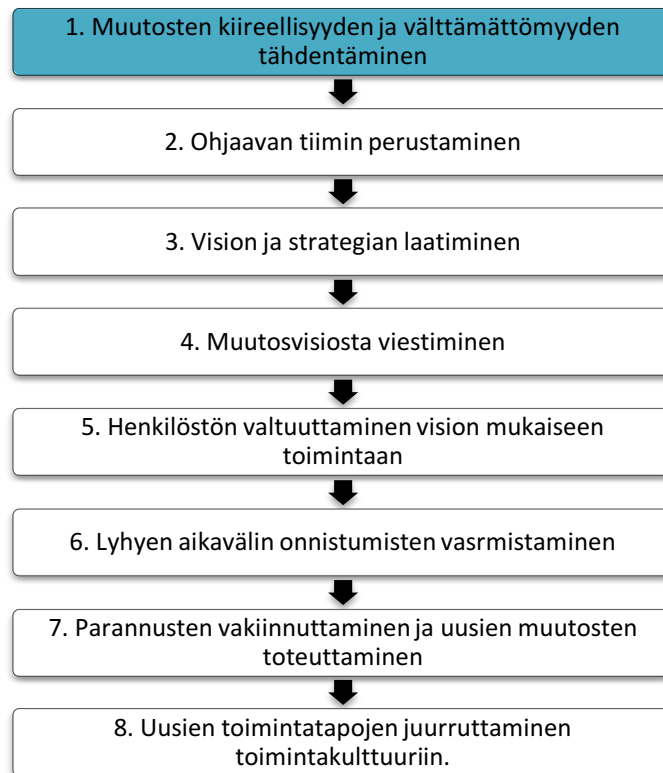 1. Muutosten kiireellisyyden ja välttämättömyyden
tähdentäminen
2. Ohjaavan tiimin perustaminen
3. Vision ja strategian laatiminen
4. Muutosvisiosta viestiminen
5. Henkilöstön valtuuttaminen vision mukaiseen
toimintaan
6. Lyhyen aikavälin onnistumisten vasrmistaminen
7. Parannusten vakiinnuttaminen ja uusien muutosten
toteuttaminen
8. Uusien toimintatapojen juurruttaminen
toimintakulttuuriin.